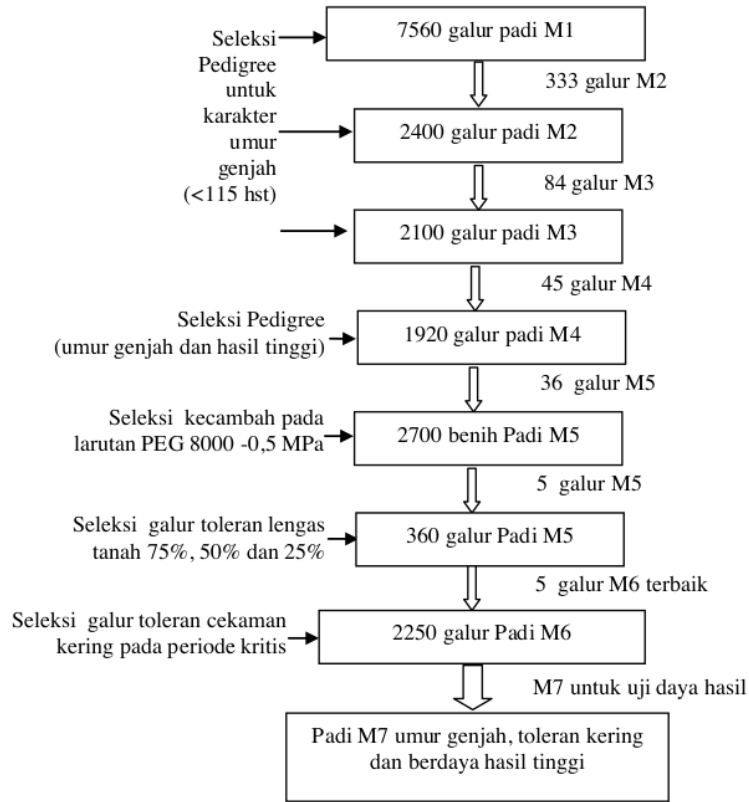 7560 galur padi M1
Seleksi
Pedigree
untuk
karakter
umur
genjah
(<115 hst)
333 galur M2
2400 galur padi M2
84 galur M3
2100 galur padi M3
45 galur M4
Seleksi Pedigree
(umur genjah dan hasil tinggi)
1920 galur padi M4
36 galur M5
Seleksi kecambah pada
larutan PEG 8000 -0,5 MPa
2700 benih Padi M5
5 galur M5
Seleksi galur toleran lengas
tanah 75%, 50% dan 25%
360 galur Padi M5
5 galur M6 terbaik
Seleksi galur toleran cekaman
kering pada periode kritis
2250 galur Padi M6
M7 untuk uji daya hasil
Padi M7 umur genjah, toleran kering
dan berdaya hasil tinggi